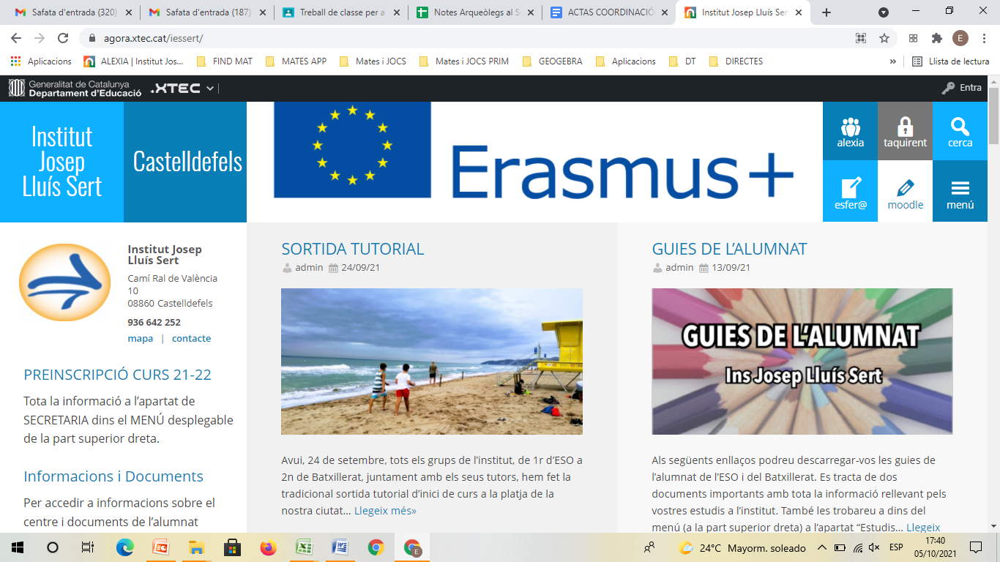 Safata d'entrada (320)
Safata d'entrada (187)
Treball de classe per a
Notes Arqueòlegs al S
ACTAS COORDINACIÓ
Institut Josep Lluís Ser
agora.xtec.cat/iessert/
E
Aplicacions
ALEXIA | Institut Jos...
FIND MAT
MATES APP
Mates i JOCS
Mates i JOCS PRIM
GEOGEBRA
Aplicacions
DT
DIRECTES
»
Llista de lectura
Generalitat de Catalunya
Departament d'Educació
.XTEC
Entra
Institut
Josep
Lluís Sert
Castelldefels
Erasmus+
alexia
taquirent
cerca
esfer@
moodle
menú
Institut Josep
Lluís Sert
Camí Ral de València
10
08860 Castelldefels
936 642 252
mapa | contacte
PREINSCRIPCIÓ CURS 21-22
Tota la informació a l’apartat de
SECRETARIA dins el MENÚ desplegable
de la part superior dreta.
Informacions i Documents
Per accedir a informacions sobre el
centre i documents de l’alumnat
SORTIDA TUTORIAL
admin 24/09/21
Avui, 24 de setembre, tots els grups de l’institut, de 1r d’ESO a
2n de Batxillerat, juntament amb els seus tutors, hem fet la
tradicional sortida tutorial d’inici de curs a la platja de la
nostra ciutat... Llegeix més»
GUIES DE L’ALUMNAT
admin 13/09/21
GUIES DE L'ALUMNAT
Ins Josep Lluís Sert
Als següents enllaços podreu descarregar-vos les guies de
l’alumnat de l’ESO i del Batxillerat. Es tracta de dos
documents importants amb tota la informació rellevant pels
vostres estudis a l’institut. També les trobareu a dins del
menú (a la part superior dreta) a l’apartat “Estudis... Llegeix
E
24°C Mayorm. soleado
ESP
17:40
05/10/2021